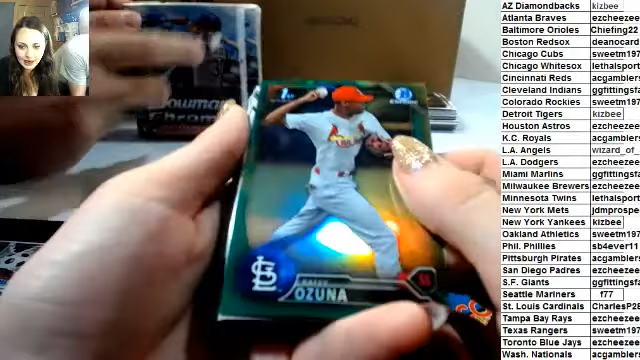 AZ Diamondbacks kizbee
Atlanta Braves ezcheezee
Baltimore Orioles Chiefing22
Boston Redsox deanocard
Chicago Cubs sweetm197
Chicago Whitesox lethalsport
Cincinnati Reds acgambler
Cleveland Indians ggfittingsfa
Colorado Rockies sweetm197
Detroit Tigers kizbee
Houston Astros ezcheezee
K.C. Royals acgambler
L.A. Angels wizard_of_
L.A. Dodgers ezcheezee
Miami Marlins ggfittingsfa
Milwaukee Brewers ezcheezee
Minnesota Twins lethalsport
New York Mets jdmprospe
New York Yankees kizbee
Oakland Athletics sweetm197
Phil. Phillies sb4ever11
Pittsburgh Pirates acgambler
San Diego Padres ezcheezee
S.F. Giants ggfittingsfa
Seattle Mariners f77
St. Louis Cardinals CharlesP28
Tampa Bay Rays ezcheezee
Texas Rangers sweetm197
Toronto Blue Jays ezcheezee
Wash. Nationals acgambler
Bowman
Chrome
1st
CHROME
OZUNA